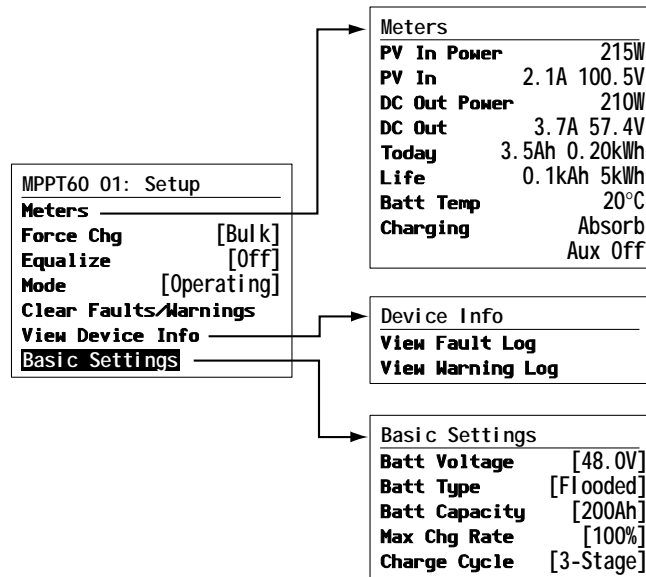 MPPT60 01: Setup
Meters
Force Chg [Bulk]
Equalize [Off]
Mode [Operating]
Clear Faults/Warnings
View Device Info
Basic Settings
Meters
PV In Power 215W
PV In 2.1A 100.5V
DC Out Power 210W
DC Out 3.7A 57.4V
Today 3.5Ah 0.20kWh
Life 0.1kAh 5kWh
Batt Temp 20°C
Charging Absorb
Aux Off
Device Info
View Fault Log
View Warning Log
Basic Settings
Batt Voltage [48.0V]
Batt Type [Flooded]
Batt Capacity [200Ah]
Max Chg Rate [100%]
Charge Cycle [3-Stage]